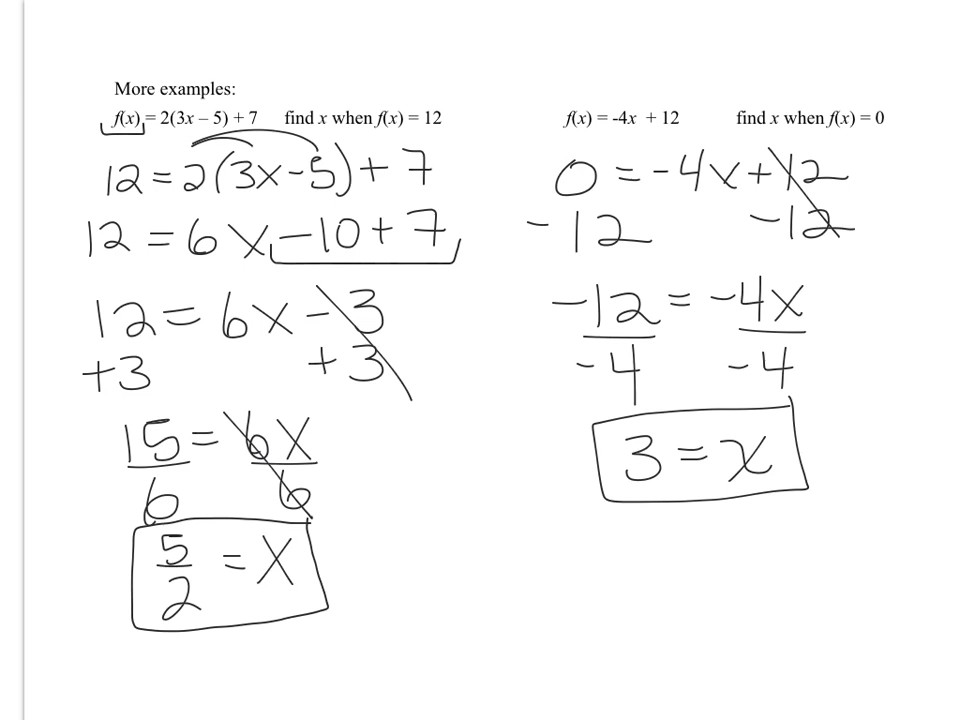 More examples:
f(x) = 2(3x – 5) + 7 find x when f(x) = 12
12 = 2(3x - 5) + 7
12 = 6x - 10 + 7
12 = 6x - 3
+3 +3
15 = 6x
6 6
5/2 = x
f(x) = -4x + 12 find x when f(x) = 0
0 = -4x + 12
-12 -12
-12 = -4x
-4 -4
3 = x